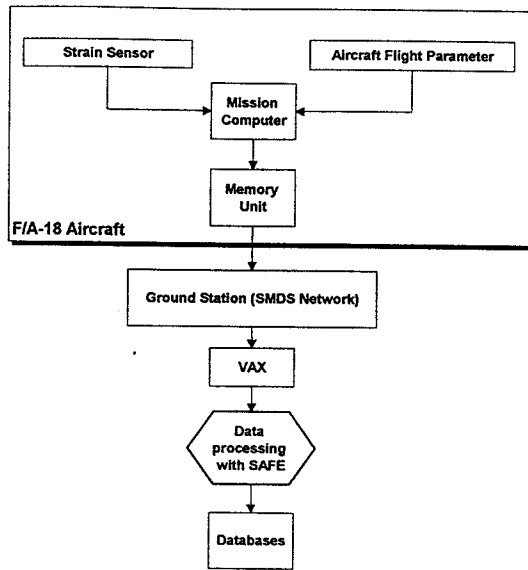 Strain Sensor
Aircraft Flight Parameter
Mission
Computer
Memory
Unit
F/A-18 Aircraft
Ground Station (SMDS Network)
VAX
Data
processing
with SAFE
Databases